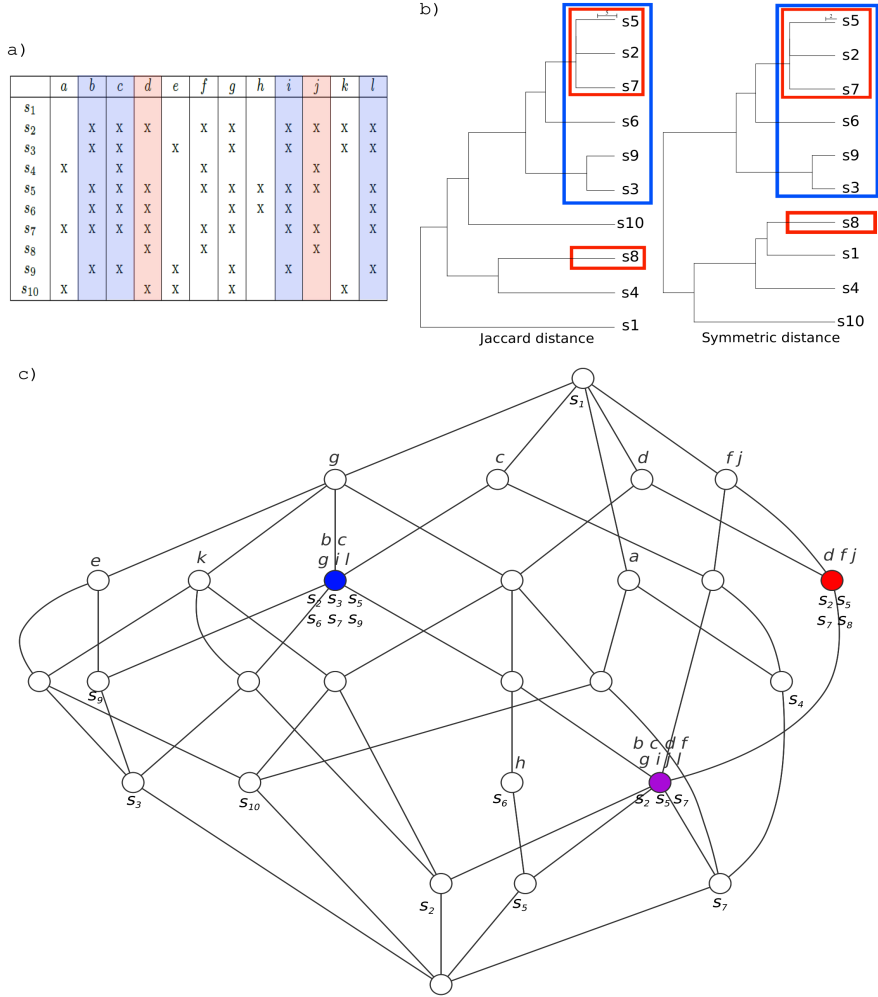 a)
a b c d e f g h i j k l
s1
s2 x x x x x x x x x
s3 x x x x x x x
s4 x x x x
s5 x x x x x x x x x
s6 x x x x x x x
s7 x x x x x x x x x
s8 x x x
s9 x x x x x x
s10 x x x x x
b)
s5
s2
s7
s6
s9
s3
s10
s8
s4
s1
Jaccard distance
s5
s2
s7
s6
s9
s3
s8
s1
s4
s10
Symmetric distance
c)
s1
g
c
d
f j
e
k
b c
g i l
s2 s3 s5
s6 s7 s9
a
d f j
s2 s5
s7 s8
s9
s4
s3
s10
h
s6
b c d f
g i j l
s2 s5 s7
s2
s5
s7